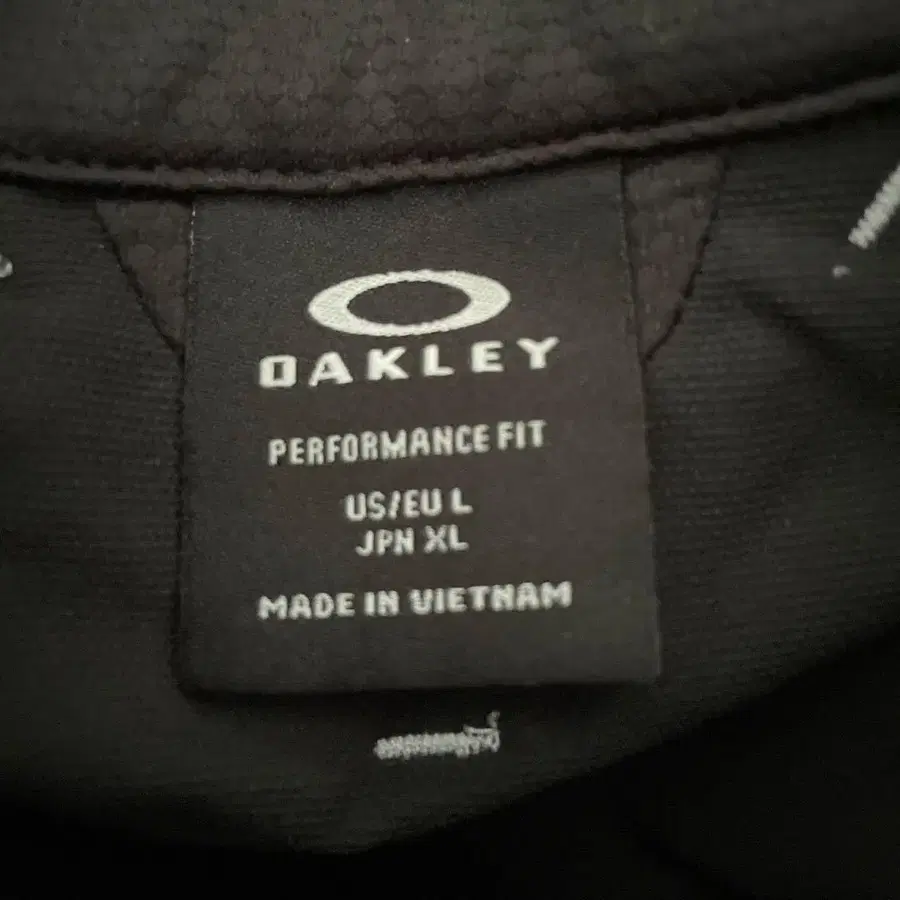 OAKLEY
PERFORMANCE FIT
US/EU L
JPN XL
MADE IN VIETNAM